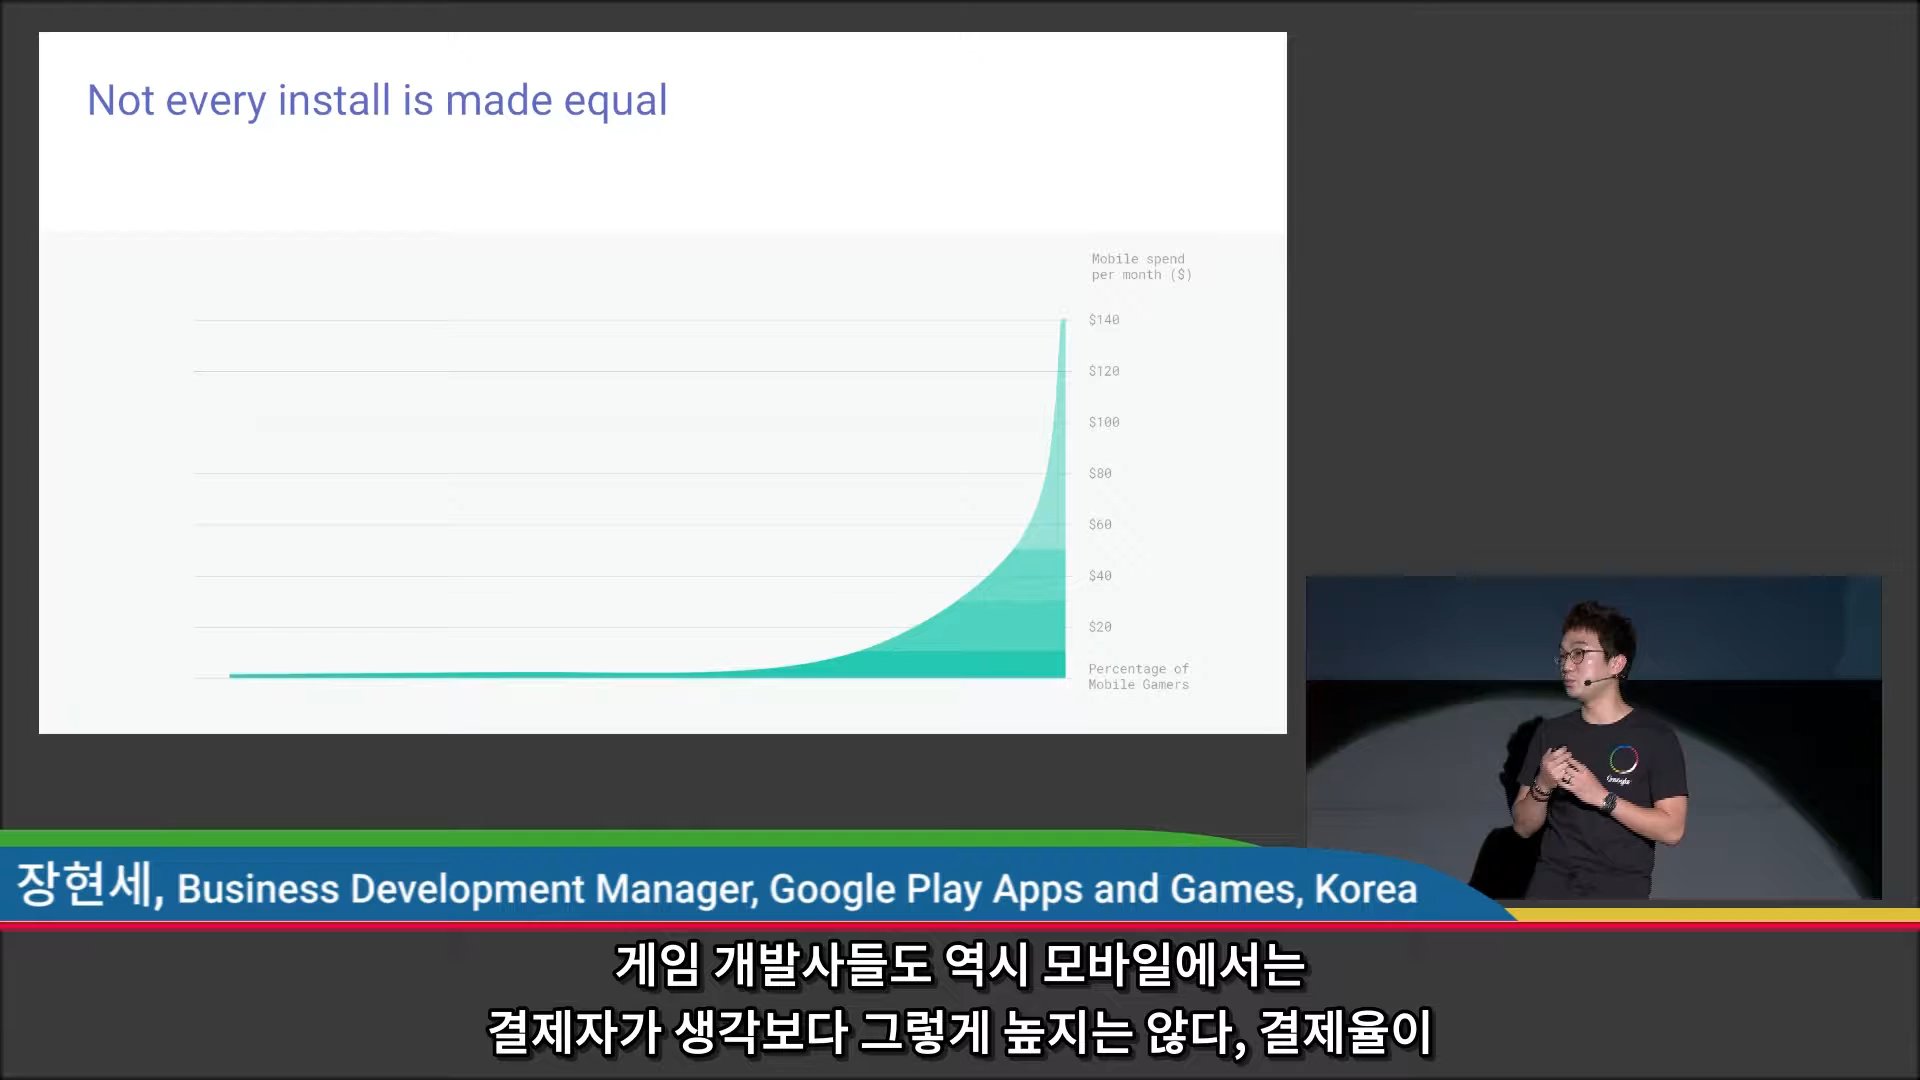 Not every install is made equal
Mobile spend
per month ($)
$140
$120
$100
$80
$60
$40
$20
Percentage of
Mobile Gamers
Google
장현세, Business Development Manager, Google Play Apps and Games, Korea
게임 개발사들도 역시 모바일에서는
결제자가 생각보다 그렇게 높지는 않다, 결제율이